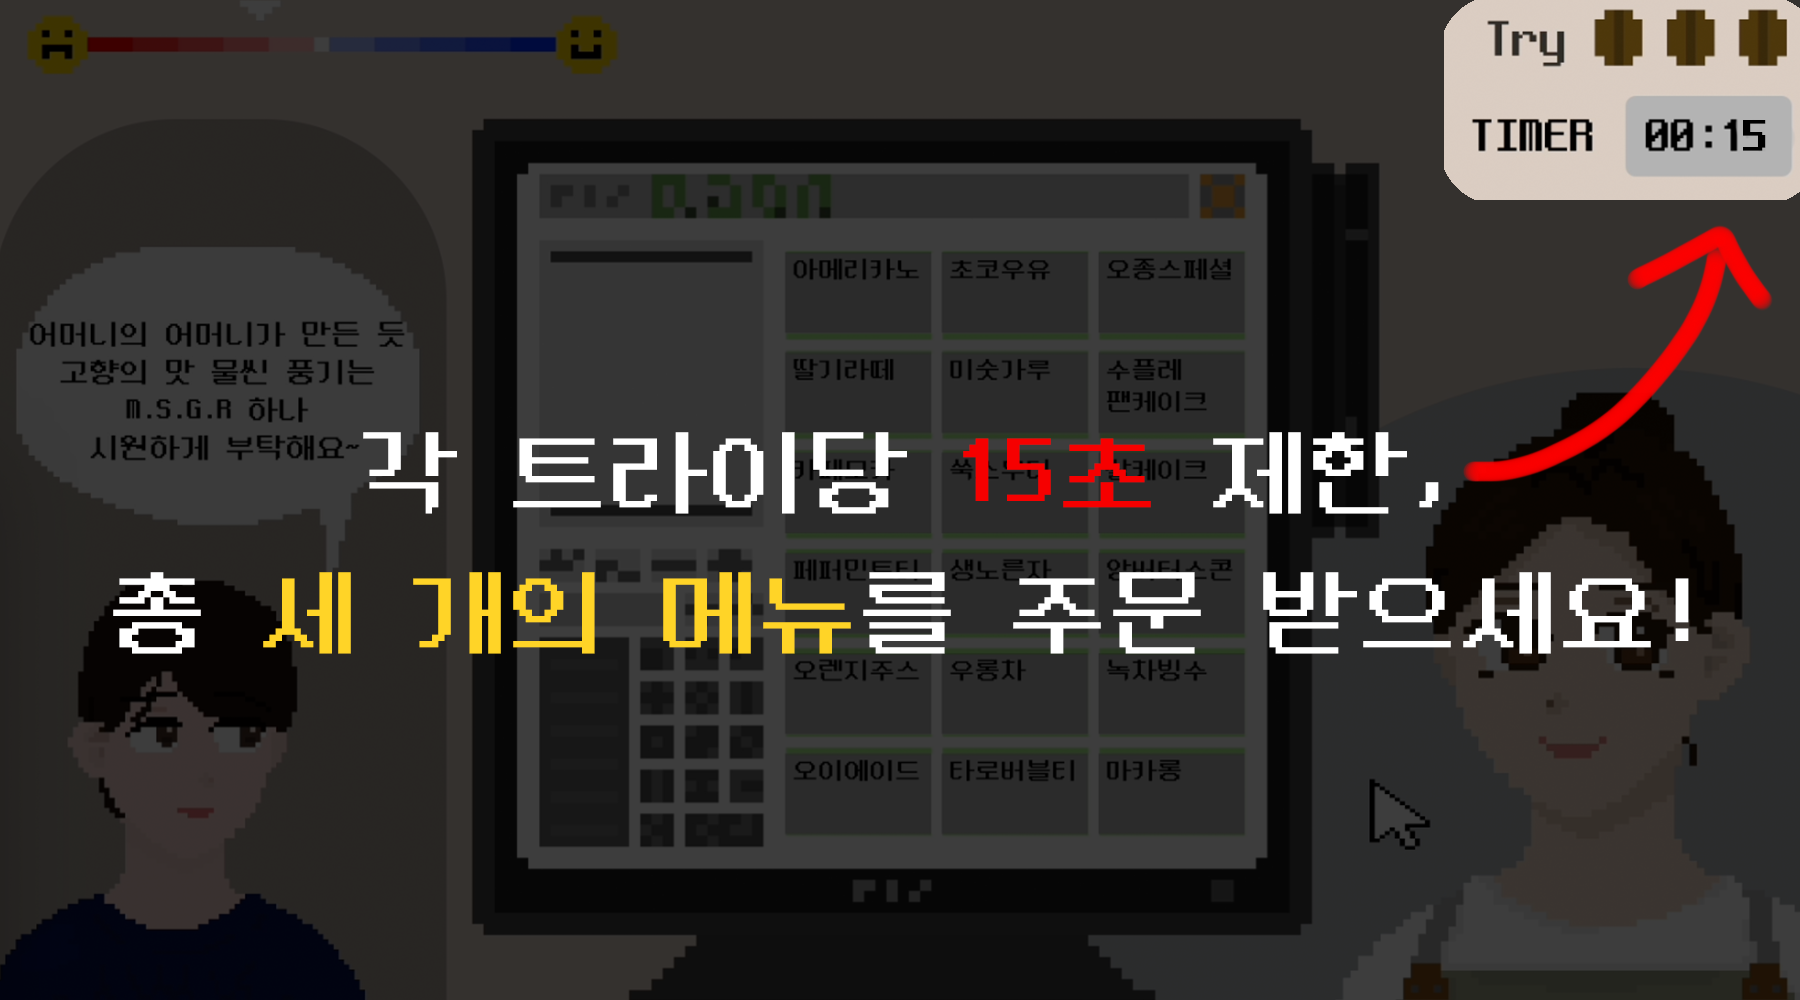 Try
TIMER 00:15
아메리카노 초코우유 오종스페셜
딸기라떼 미숫가루 수플레
팬케이크
어머니의 어머니가 만든 듯
고향의 맛 물씬 풍기는
M.S.G.R 하나
시원하게 부탁해요~
각 트라이당 15초 제한,
총 세 개의 메뉴를 주문 받으세요!
페퍼민트티 생노른자 앙버터스콘
오렌지주스 우롱차 녹차빙수
오이에이드 타로버블티 마카롱